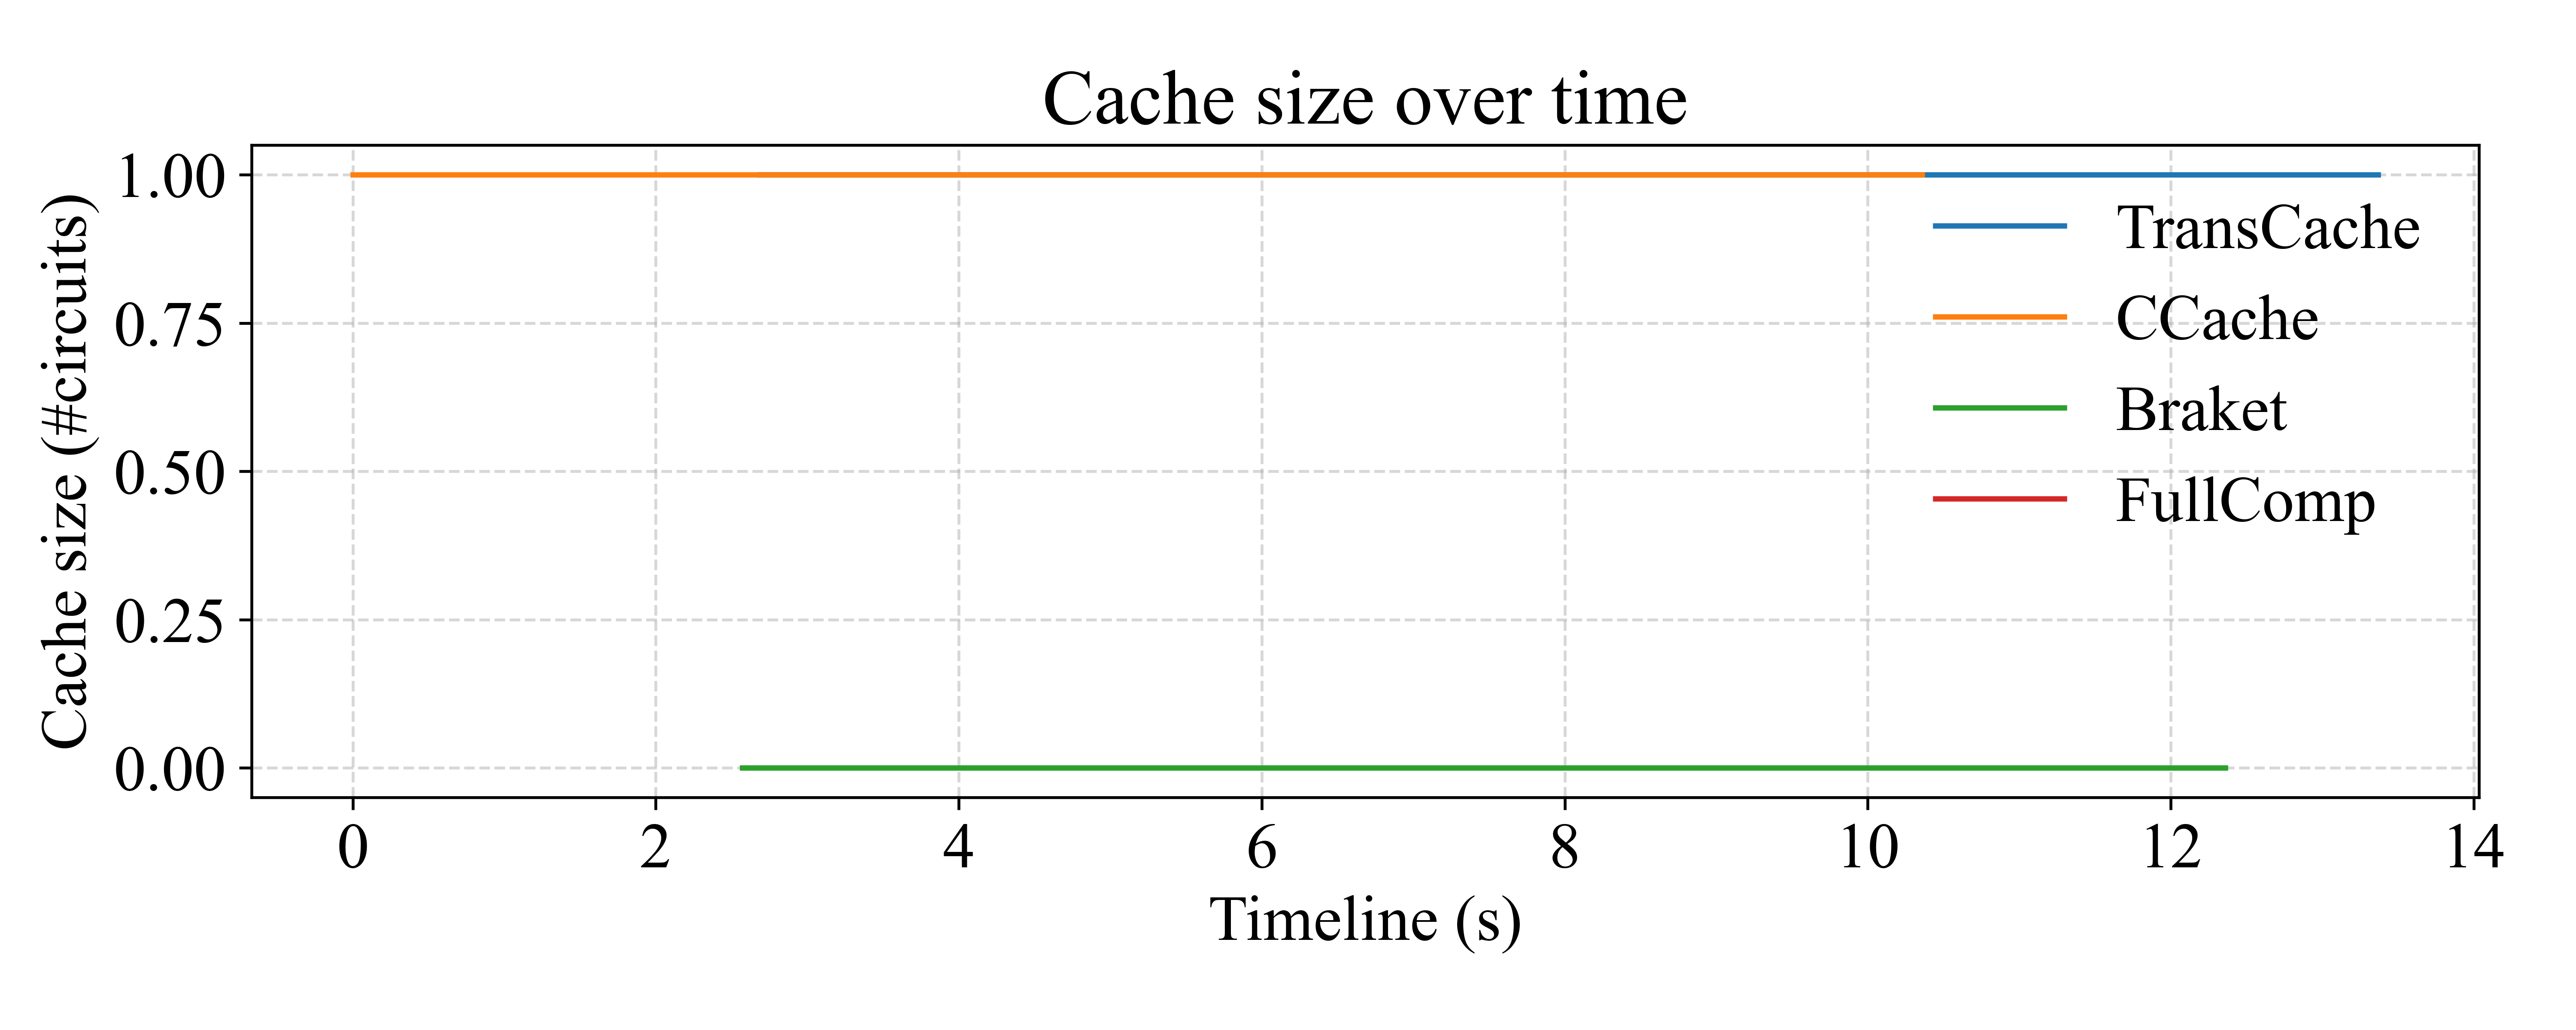 Cache size over time
Cache size (#circuits)
1.00
0.75
0.50
0.25
0.00
TransCache
CCache
Braket
FullComp
0 2 4 6 8 10 12 14
Timeline (s)